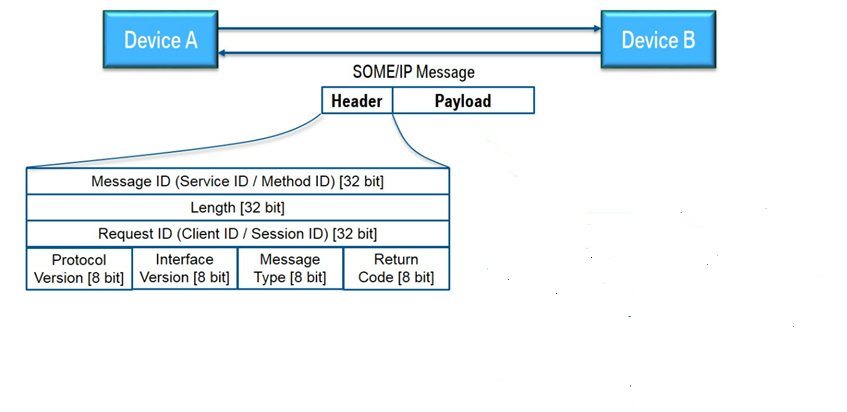 Device A
Device B
SOME/IP Message
Header
Payload
Message ID (Service ID / Method ID) [32 bit]
Length [32 bit]
Request ID (Client ID / Session ID) [32 bit]
Protocol
Version [8 bit]
Interface
Version [8 bit]
Message
Type [8 bit]
Return
Code [8 bit]